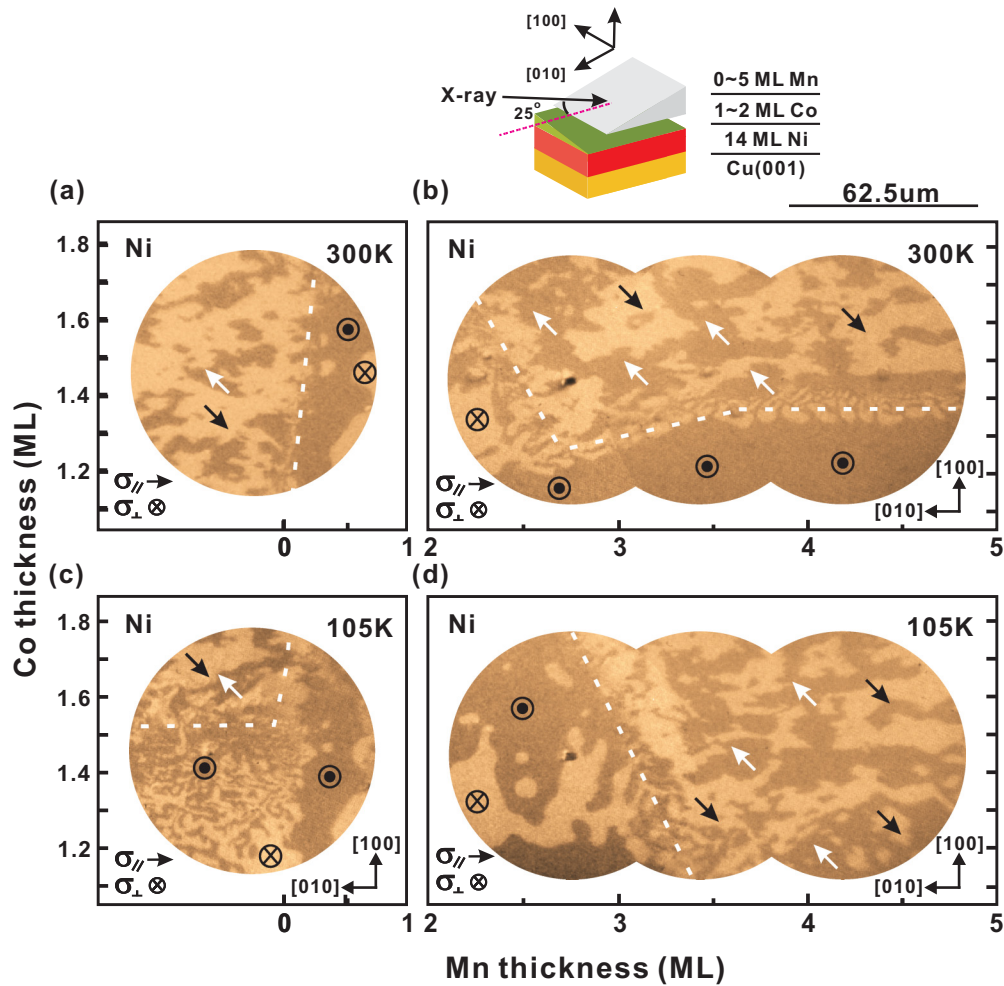 [100]
[010]
X-ray
25°
0~5 ML Mn
1~2 ML Co
14 ML Ni
Cu(001)
62.5um
(a)
Ni
300K
1.8
1.6
1.4
1.2
σ//
σ⊥
0
1
(b)
Ni
300K
σ//
σ⊥
[100]
[010]
2
3
4
5
(c)
Ni
105K
1.8
1.6
1.4
1.2
σ//
σ⊥
[100]
[010]
0
1
(d)
Ni
105K
σ//
σ⊥
[100]
[010]
2
3
4
5
Co thickness (ML)
Mn thickness (ML)